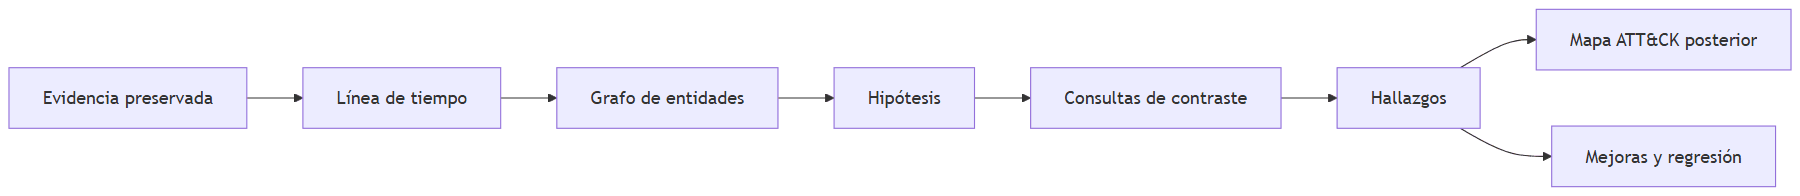 Evidencia preservada
Línea de tiempo
Grafo de entidades
Hipótesis
Consultas de contraste
Hallazgos
Mapa ATT&CK posterior
Mejoras y regresión